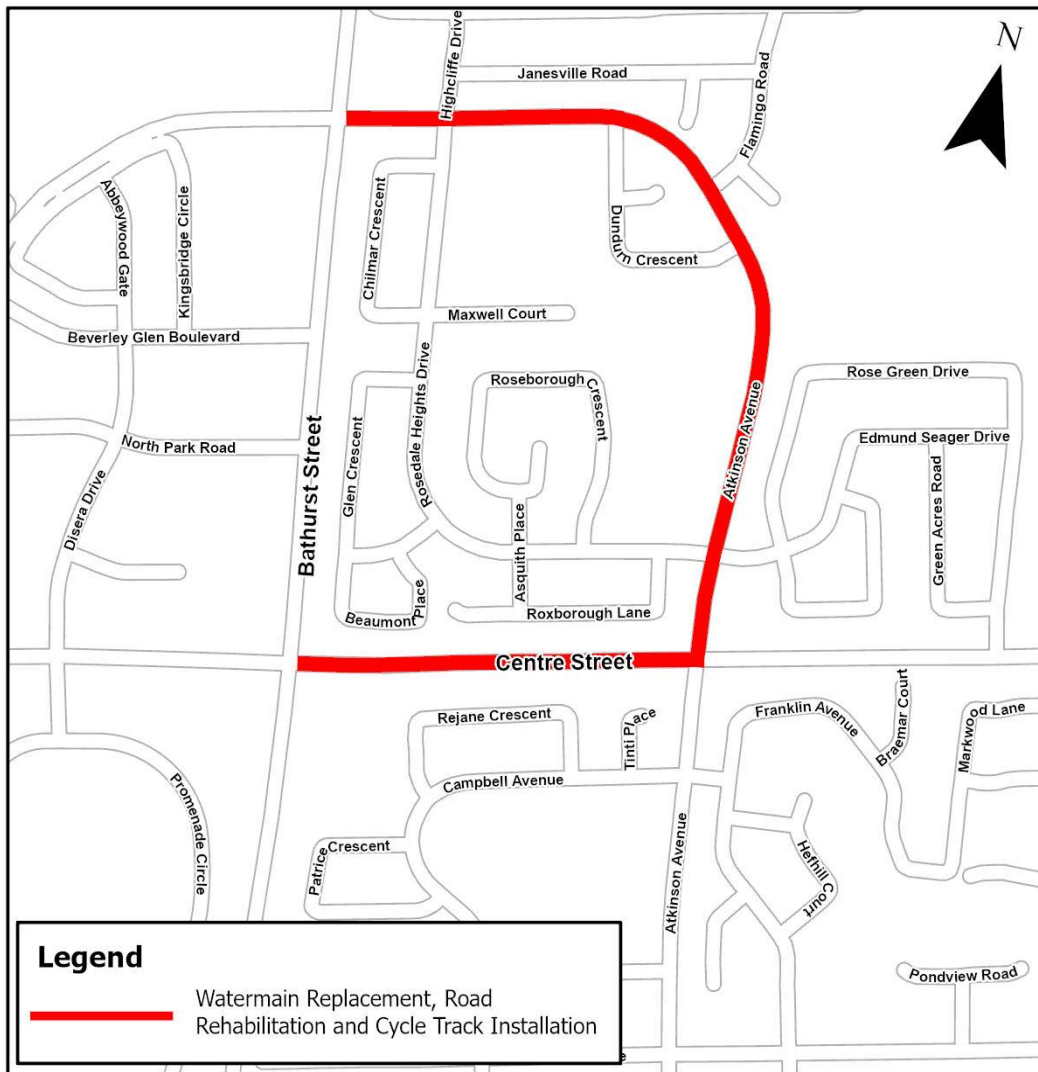 N
Highcliffe Drive
Janesville Road
Flamingo Road
Abbeywood Gate
Kingsbridge Circle
Chilmar Crescent
Dundurn Crescent
Maxwell Court
Beverley Glen Boulevard
Rosedale Heights Drive
Roseborough Crescent
Rose Green Drive
Atkinson Avenue
Edmund Seager Drive
Green Acres Road
North Park Road
Bathurst Street
Glen Crescent
Disera Drive
Asquith Place
Beaumont Place
Roxborough Lane
Centre Street
Rejane Crescent
Tinti Place
Franklin Avenue
Braemar Court
Markwood Lane
Campbell Avenue
Promenade Circle
Patrice Crescent
Hefhill Court
Atkinson Avenue
Pondview Road
Legend
Watermain Replacement, Road
Rehabilitation and Cycle Track Installation